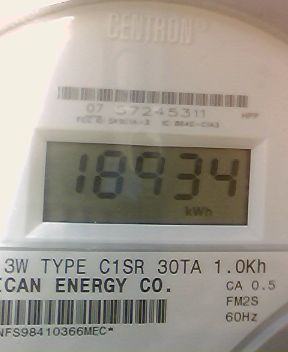 CENTRON
07 57245311 HPP
18934
kWh
3W TYPE C1SR 30TA 1.0Kh
ICAN ENERGY CO. CA 0.5
FM2S
60Hz
NFS98410366MEC*